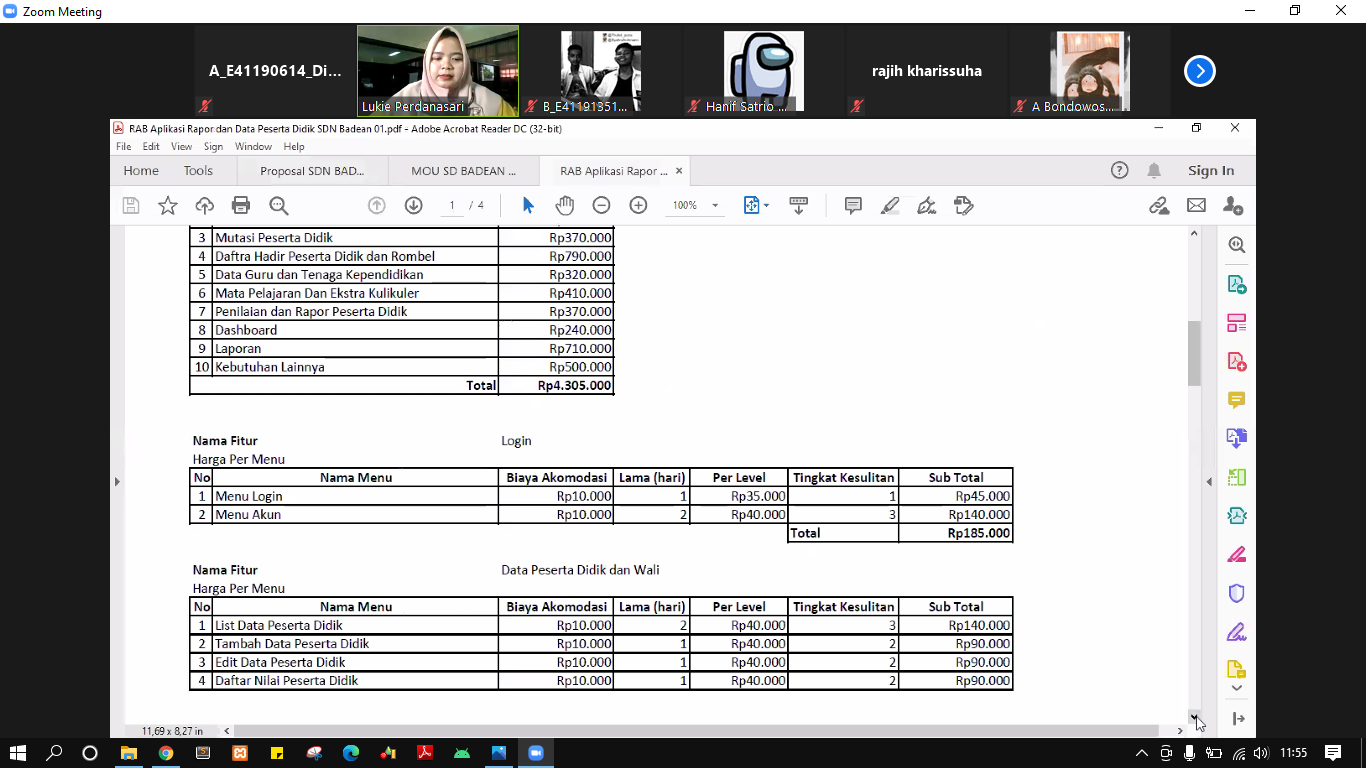 Zoom Meeting
A_E41190614_Di...
Lukie Perdanasari
B_E41191351...
Hanif Satrio ...
rajih kharissuha
A Bondowos...
RAB Aplikasi Rapor dan Data Peserta Didik SDN Badean 01.pdf - Adobe Acrobat Reader DC (32-bit)
File Edit View Sign Window Help
Home Tools Proposal SDN BAD... MOU SD BADEAN ... RAB Aplikasi Rapor ... × Sign In
1 / 4 100%
3 Mutasi Peserta Didik Rp370.000
4 Daftra Hadir Peserta Didik dan Rombel Rp790.000
5 Data Guru dan Tenaga Kependidikan Rp320.000
6 Mata Pelajaran Dan Ekstra Kulikuler Rp410.000
7 Penilaian dan Rapor Peserta Didik Rp370.000
8 Dashboard Rp240.000
9 Laporan Rp710.000
10 Kebutuhan Lainnya Rp500.000
Total Rp4.305.000
Nama Fitur Login
Harga Per Menu
No Nama Menu Biaya Akomodasi Lama (hari) Per Level Tingkat Kesulitan Sub Total
1 Menu Login Rp10.000 1 Rp35.000 1 Rp45.000
2 Menu Akun Rp10.000 2 Rp40.000 3 Rp140.000
Total Rp185.000
Nama Fitur Data Peserta Didik dan Wali
Harga Per Menu
No Nama Menu Biaya Akomodasi Lama (hari) Per Level Tingkat Kesulitan Sub Total
1 List Data Peserta Didik Rp10.000 2 Rp40.000 3 Rp140.000
2 Tambah Data Peserta Didik Rp10.000 1 Rp40.000 2 Rp90.000
3 Edit Data Peserta Didik Rp10.000 1 Rp40.000 2 Rp90.000
4 Daftar Nilai Peserta Didik Rp10.000 1 Rp40.000 2 Rp90.000
11,69 x 8,27 in
11:55